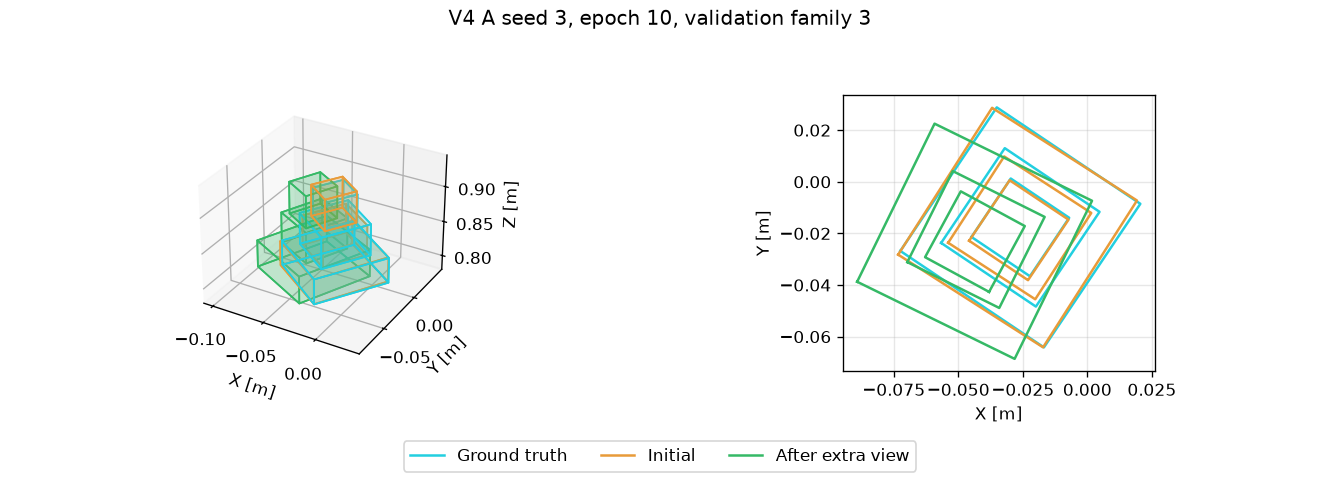 V4 A seed 3, epoch 10, validation family 3
0.90
0.85
0.80
Z [m]
0.00
−0.05
Y [m]
−0.10
−0.05
0.00
X [m]
0.02
0.00
−0.02
−0.04
−0.06
Y [m]
−0.075 −0.050 −0.025 0.000 0.025
X [m]
Ground truth Initial After extra view